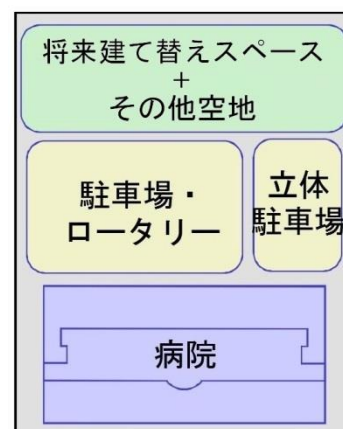 将来建て替えスペース
+
その他空地
駐車場・
ロータリー
立体
駐車場
病院